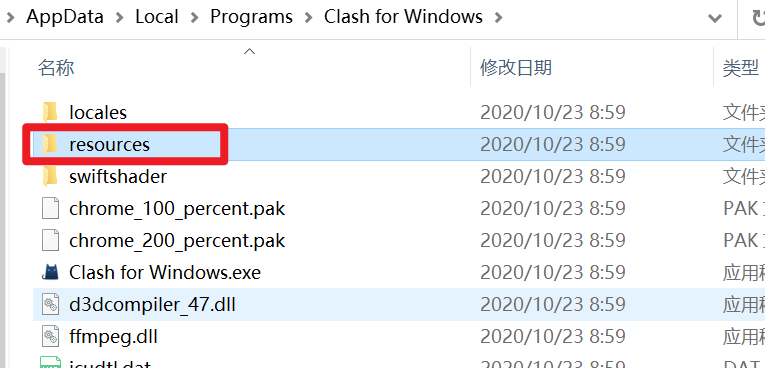 AppData > Local > Programs > Clash for Windows >
名称 修改日期 类型
locales 2020/10/23 8:59 文件夹
resources 2020/10/23 8:59 文件夹
swiftshader 2020/10/23 8:59 文件夹
chrome_100_percent.pak 2020/10/23 8:59 PAK
chrome_200_percent.pak 2020/10/23 8:59 PAK
Clash for Windows.exe 2020/10/23 8:59 应用程
d3dcompiler_47.dll 2020/10/23 8:59 应用程
ffmpeg.dll 2020/10/23 8:59 应用程
icudtl.dat DAT